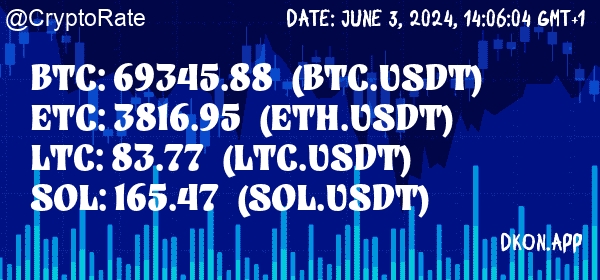 @CryptoRate
DATE: JUNE 3, 2024, 14:06:04 GMT+1
BTC: 69345.88 (BTC.USDT)
ETC: 3816.95 (ETH.USDT)
LTC: 83.77 (LTC.USDT)
SOL: 165.47 (SOL.USDT)
DKON.APP